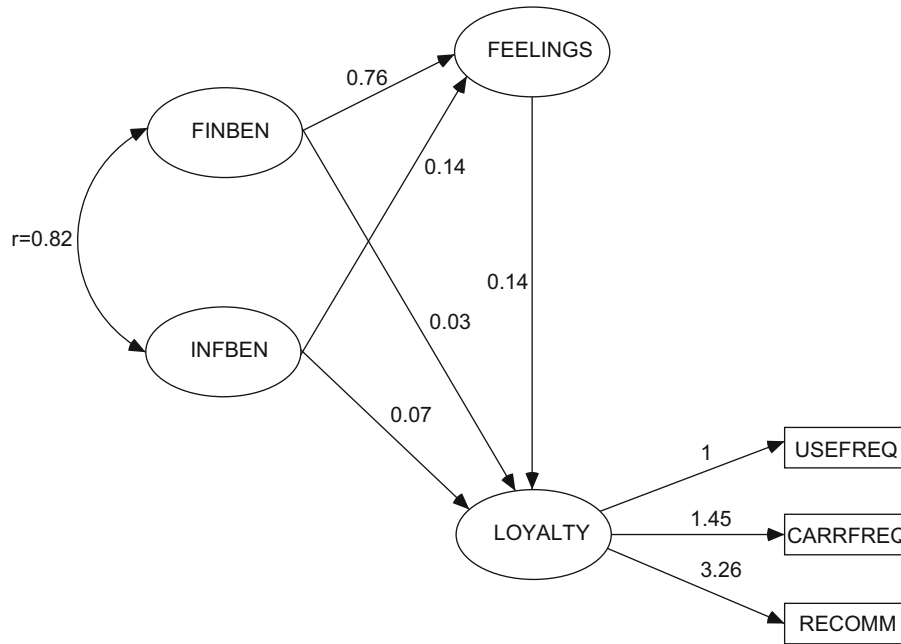 FEELINGS
0.76
FINBEN
0.14
r=0.82
0.14
0.03
INFBEN
0.07
USEFREQ
1
LOYALTY
1.45
CARRFREQ
3.26
RECOMM